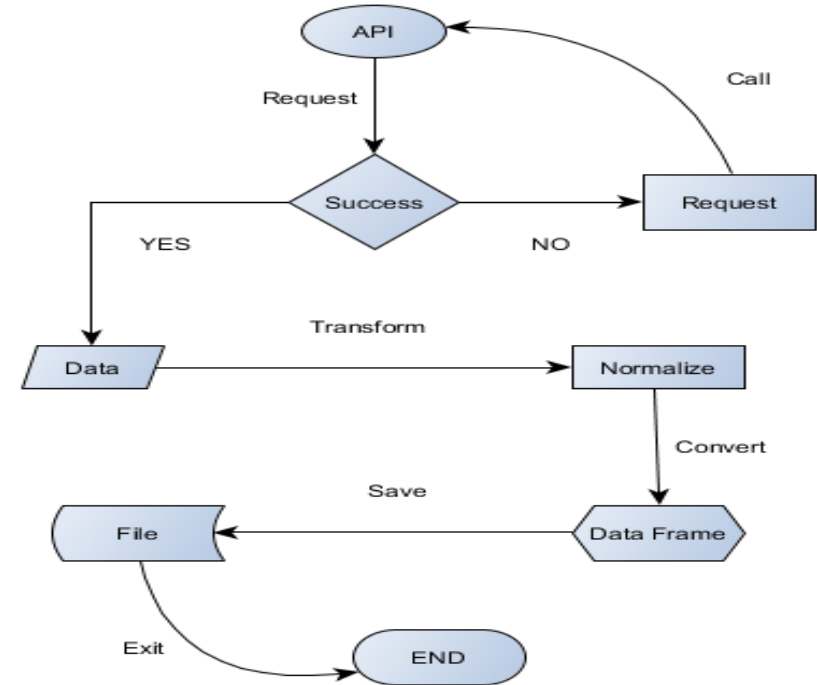 API
Call
Request
Success
Request
YES
NO
Transform
Data
Normalize
Convert
Save
File
Data Frame
Exit
END